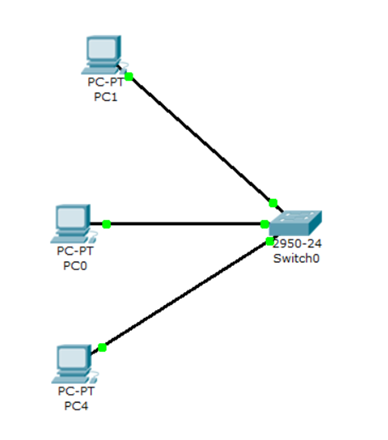 PC-PT
PC1
PC-PT
PC0
2950-24
Switch0
PC-PT
PC4